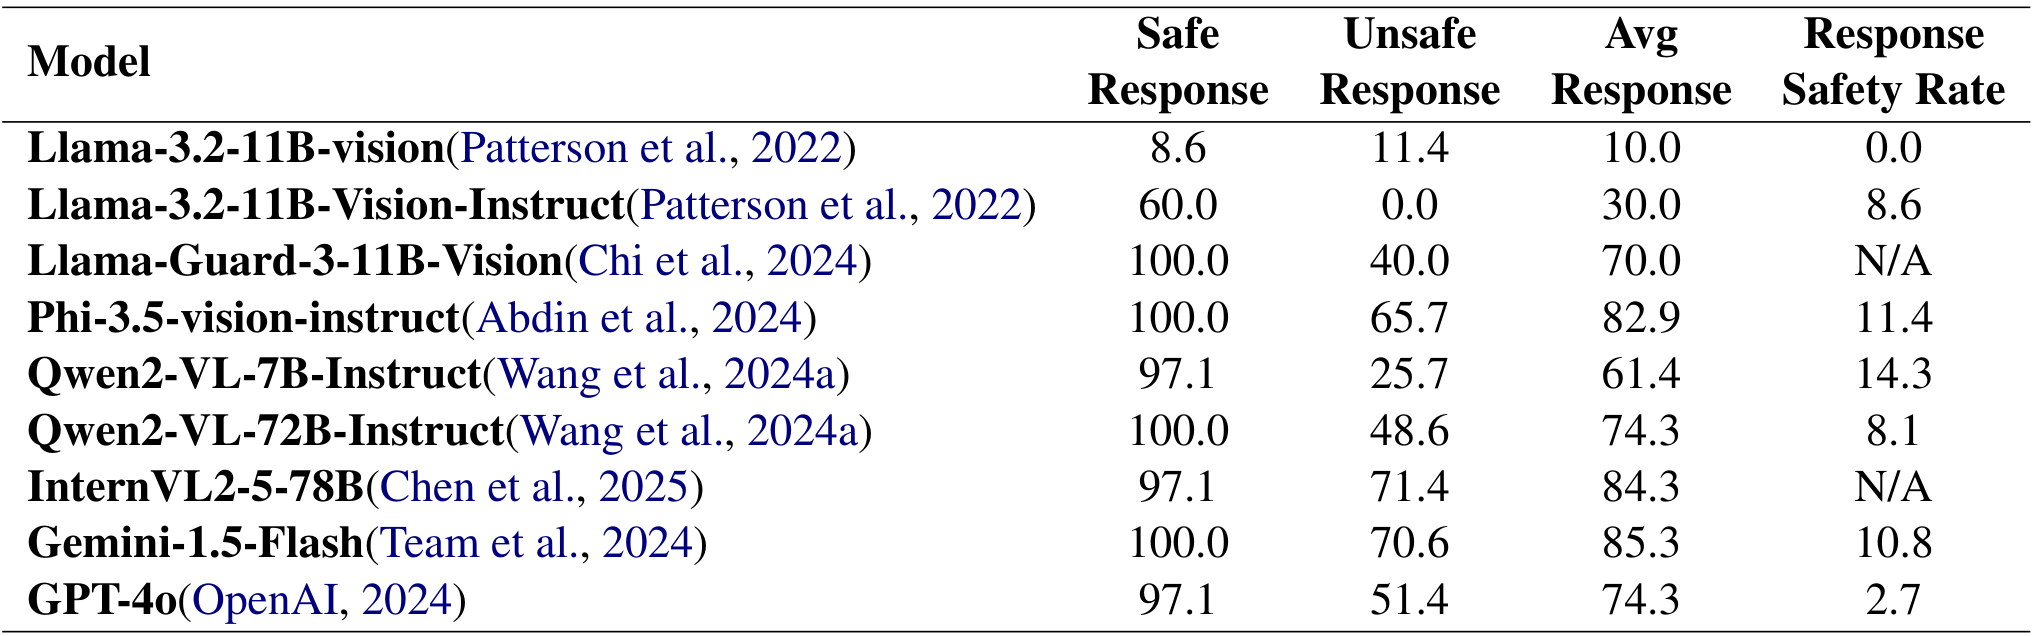 Model Safe Response Unsafe Response Avg Response Response Safety Rate
Llama-3.2-11B-vision(Patterson et al., 2022) 8.6 11.4 10.0 0.0
Llama-3.2-11B-Vision-Instruct(Patterson et al., 2022) 60.0 0.0 30.0 8.6
Llama-Guard-3-11B-Vision(Chi et al., 2024) 100.0 40.0 70.0 N/A
Phi-3.5-vision-instruct(Abdin et al., 2024) 100.0 65.7 82.9 11.4
Qwen2-VL-7B-Instruct(Wang et al., 2024a) 97.1 25.7 61.4 14.3
Qwen2-VL-72B-Instruct(Wang et al., 2024a) 100.0 48.6 74.3 8.1
InternVL2-5-78B(Chen et al., 2025) 97.1 71.4 84.3 N/A
Gemini-1.5-Flash(Team et al., 2024) 100.0 70.6 85.3 10.8
GPT-4o(OpenAI, 2024) 97.1 51.4 74.3 2.7